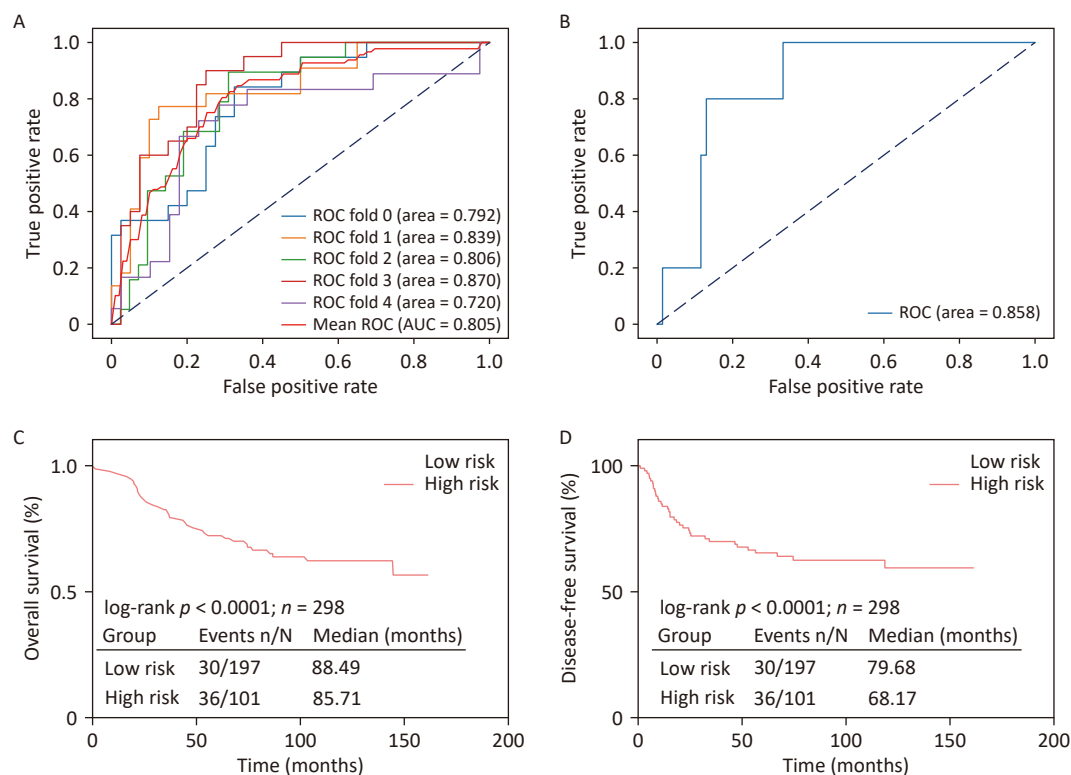 A
1.0
0.8
0.6
0.4
0.2
0
True positive rate
ROC fold 0 (area = 0.792)
ROC fold 1 (area = 0.839)
ROC fold 2 (area = 0.806)
ROC fold 3 (area = 0.870)
ROC fold 4 (area = 0.720)
Mean ROC (AUC = 0.805)
0 0.2 0.4 0.6 0.8 1.0
False positive rate
B
1.0
0.8
0.6
0.4
0.2
0
True positive rate
ROC (area = 0.858)
0 0.2 0.4 0.6 0.8 1.0
False positive rate
C
1.0
0.5
0
Overall survival (%)
Low risk
High risk
log-rank p < 0.0001; n = 298
Group Events n/N Median (months)
Low risk 30/197 88.49
High risk 36/101 85.71
0 50 100 150 200
Time (months)
D
100
50
0
Disease-free survival (%)
Low risk
High risk
log-rank p < 0.0001; n = 298
Group Events n/N Median (months)
Low risk 30/197 79.68
High risk 36/101 68.17
0 50 100 150 200
Time (months)